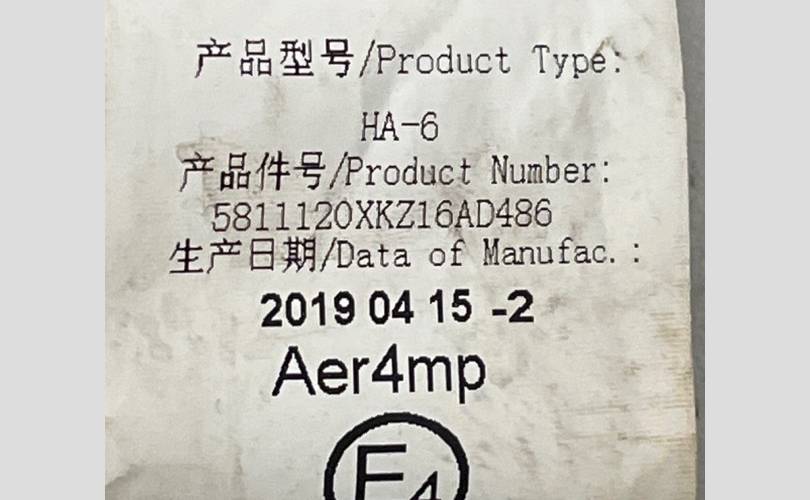 产品型号/Product Type:
HA-6
产品件号/Product Number:
5811120XKZ16AD486
生产日期/Data of Manufac.:
2019 04 15 -2
Aer4mp
E4